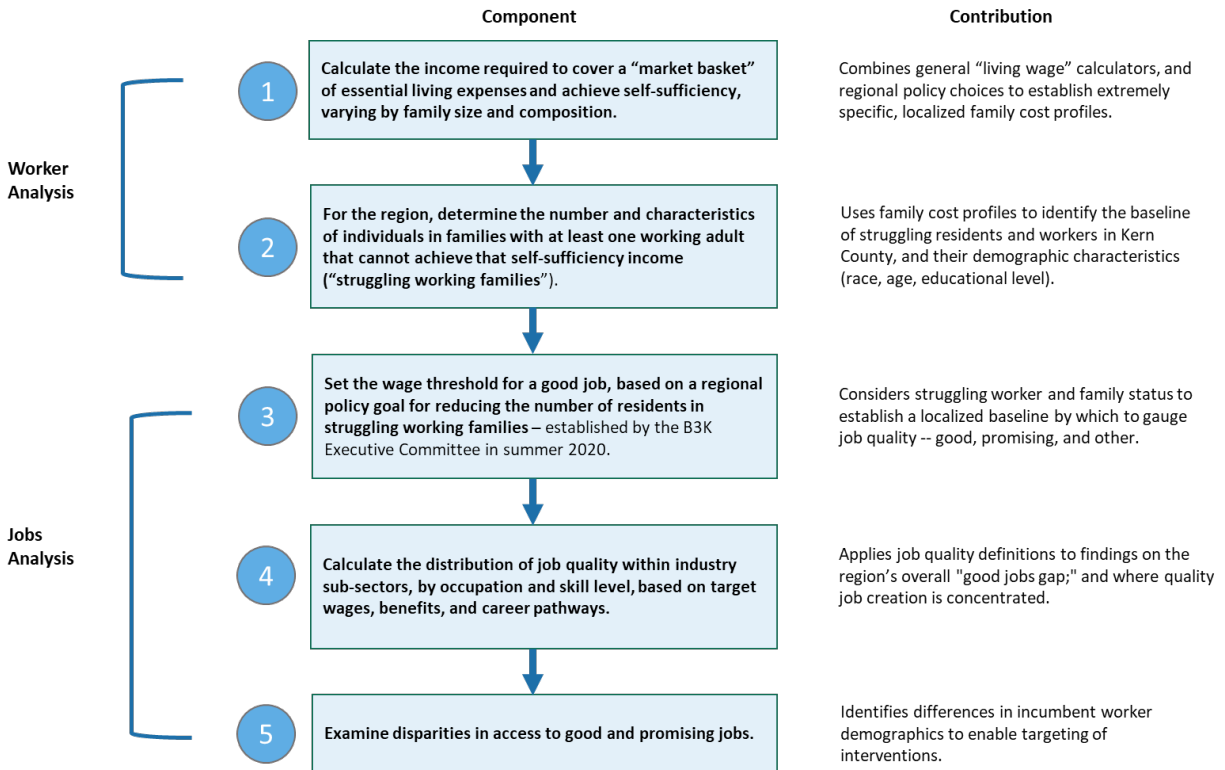 Component
Contribution
Worker
Analysis
1
Calculate the income required to cover a “market basket”
of essential living expenses and achieve self-sufficiency,
varying by family size and composition.
Combines general “living wage” calculators, and
regional policy choices to establish extremely
specific, localized family cost profiles.
2
For the region, determine the number and characteristics
of individuals in families with at least one working adult
that cannot achieve that self-sufficiency income
(“struggling working families”).
Uses family cost profiles to identify the baseline
of struggling residents and workers in Kern
County, and their demographic characteristics
(race, age, educational level).
Jobs
Analysis
3
Set the wage threshold for a good job, based on a regional
policy goal for reducing the number of residents in
struggling working families – established by the B3K
Executive Committee in summer 2020.
Considers struggling worker and family status to
establish a localized baseline by which to gauge
job quality -- good, promising, and other.
4
Calculate the distribution of job quality within industry
sub-sectors, by occupation and skill level, based on target
wages, benefits, and career pathways.
Applies job quality definitions to findings on the
region’s overall "good jobs gap;" and where quality
job creation is concentrated.
5
Examine disparities in access to good and promising jobs.
Identifies differences in incumbent worker
demographics to enable targeting of
interventions.